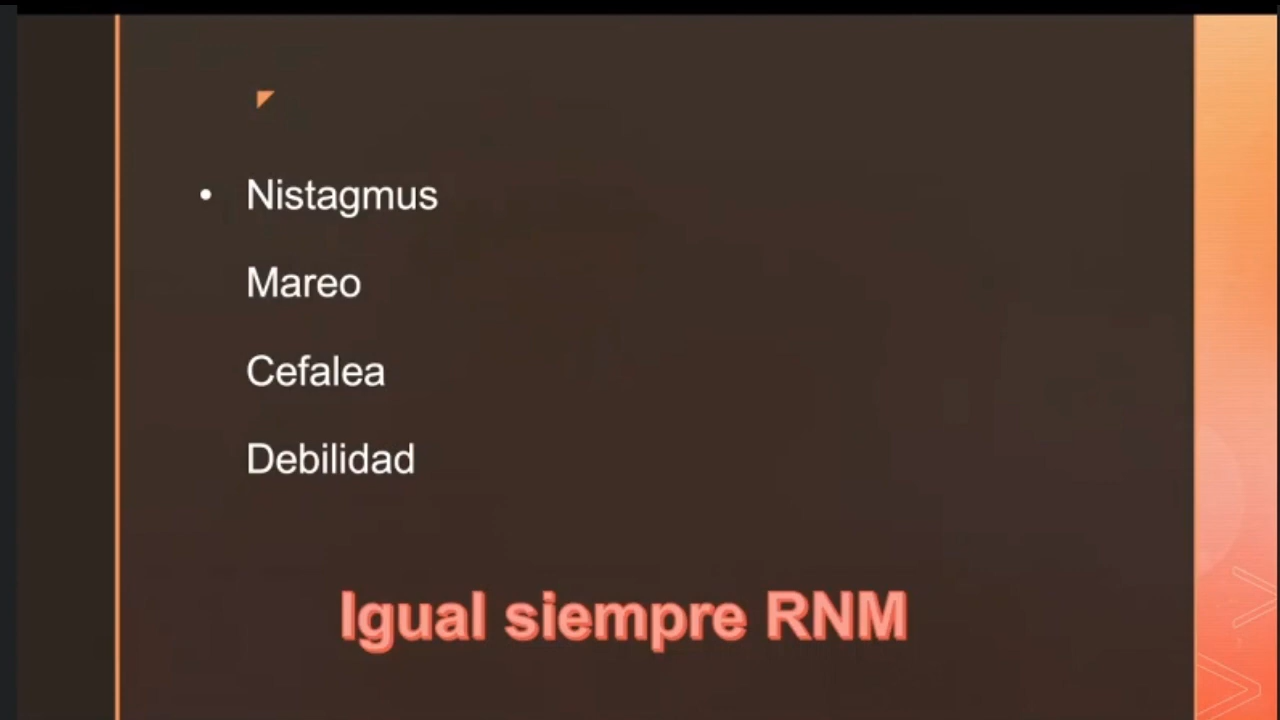 • Nistagmus
Mareo
Cefalea
Debilidad
Igual siempre RNM